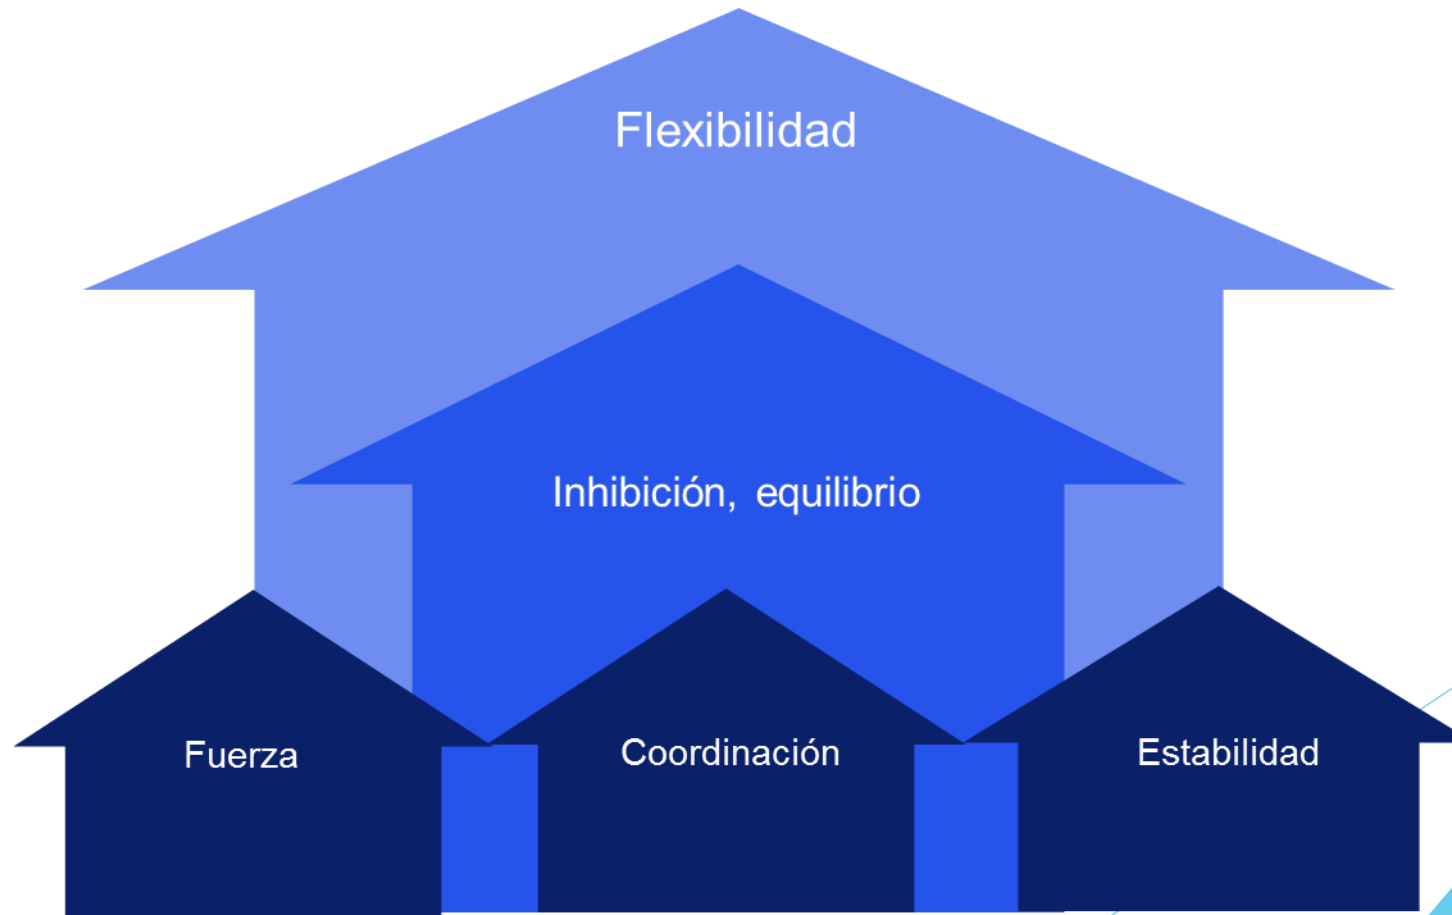 Flexibilidad
Inhibición, equilibrio
Fuerza
Coordinación
Estabilidad